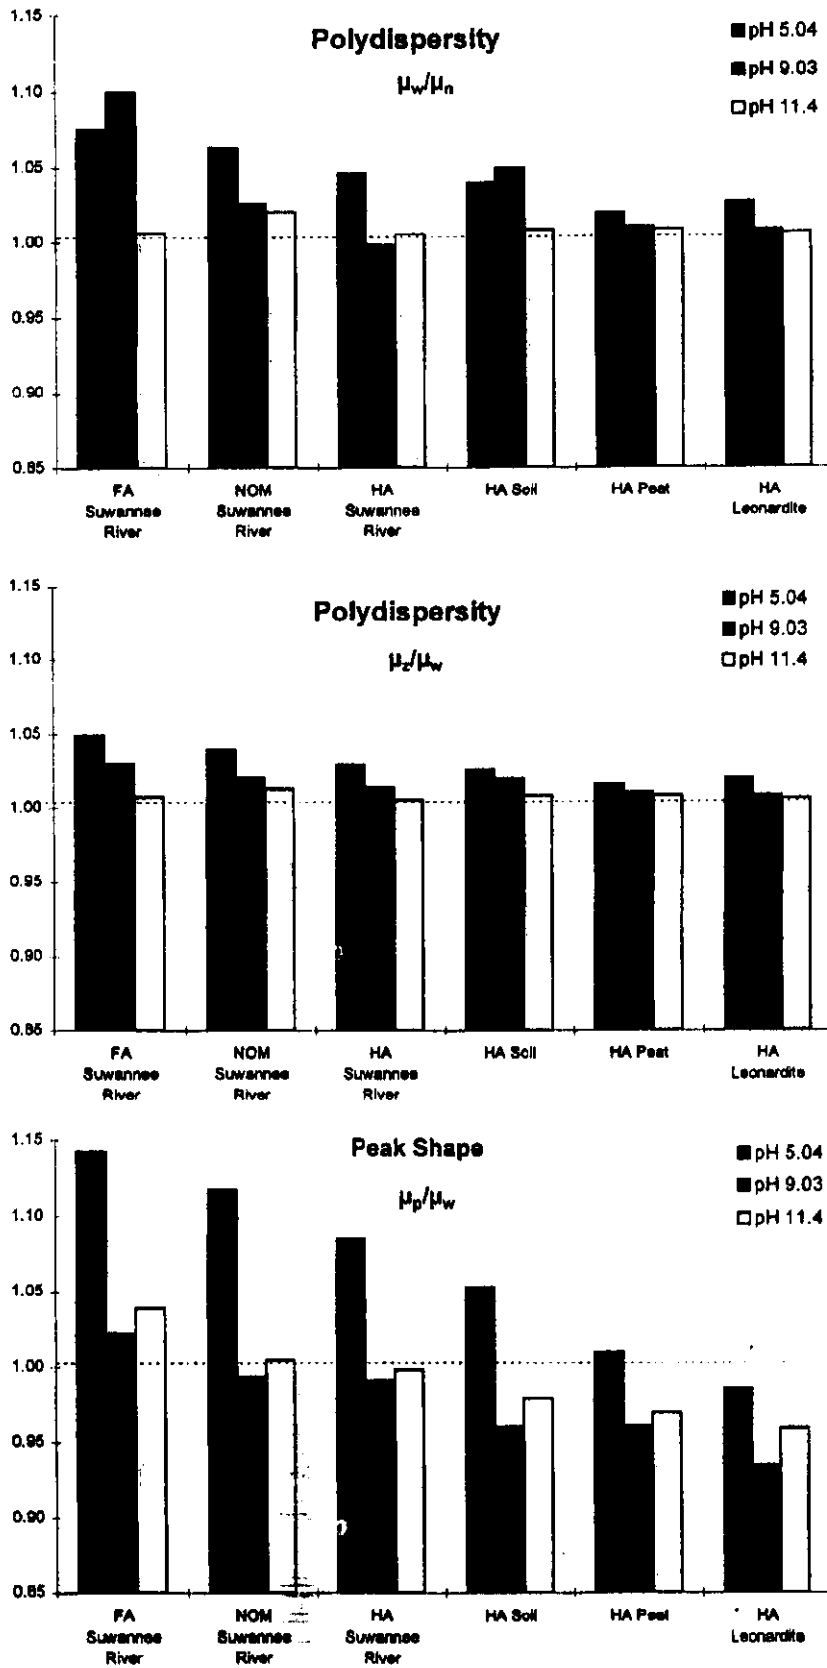 Polydispersity
μw/μn
pH 5.04
pH 9.03
pH 11.4
1.15
1.10
1.05
1.00
0.95
0.90
0.85
FA
Suwannee
River
NOM
Suwannee
River
HA
Suwannee
River
HA Soil
HA Peat
HA
Leonardite
Polydispersity
μz/μw
pH 5.04
pH 9.03
pH 11.4
1.15
1.10
1.05
1.00
0.95
0.90
0.85
FA
Suwannee
River
NOM
Suwannee
River
HA
Suwannee
River
HA Soil
HA Peat
HA
Leonardite
Peak Shape
μp/μw
pH 5.04
pH 9.03
pH 11.4
1.15
1.10
1.05
1.00
0.95
0.90
0.85
FA
Suwannee
River
NOM
Suwannee
River
HA
Suwannee
River
HA Soil
HA Peat
HA
Leonardite